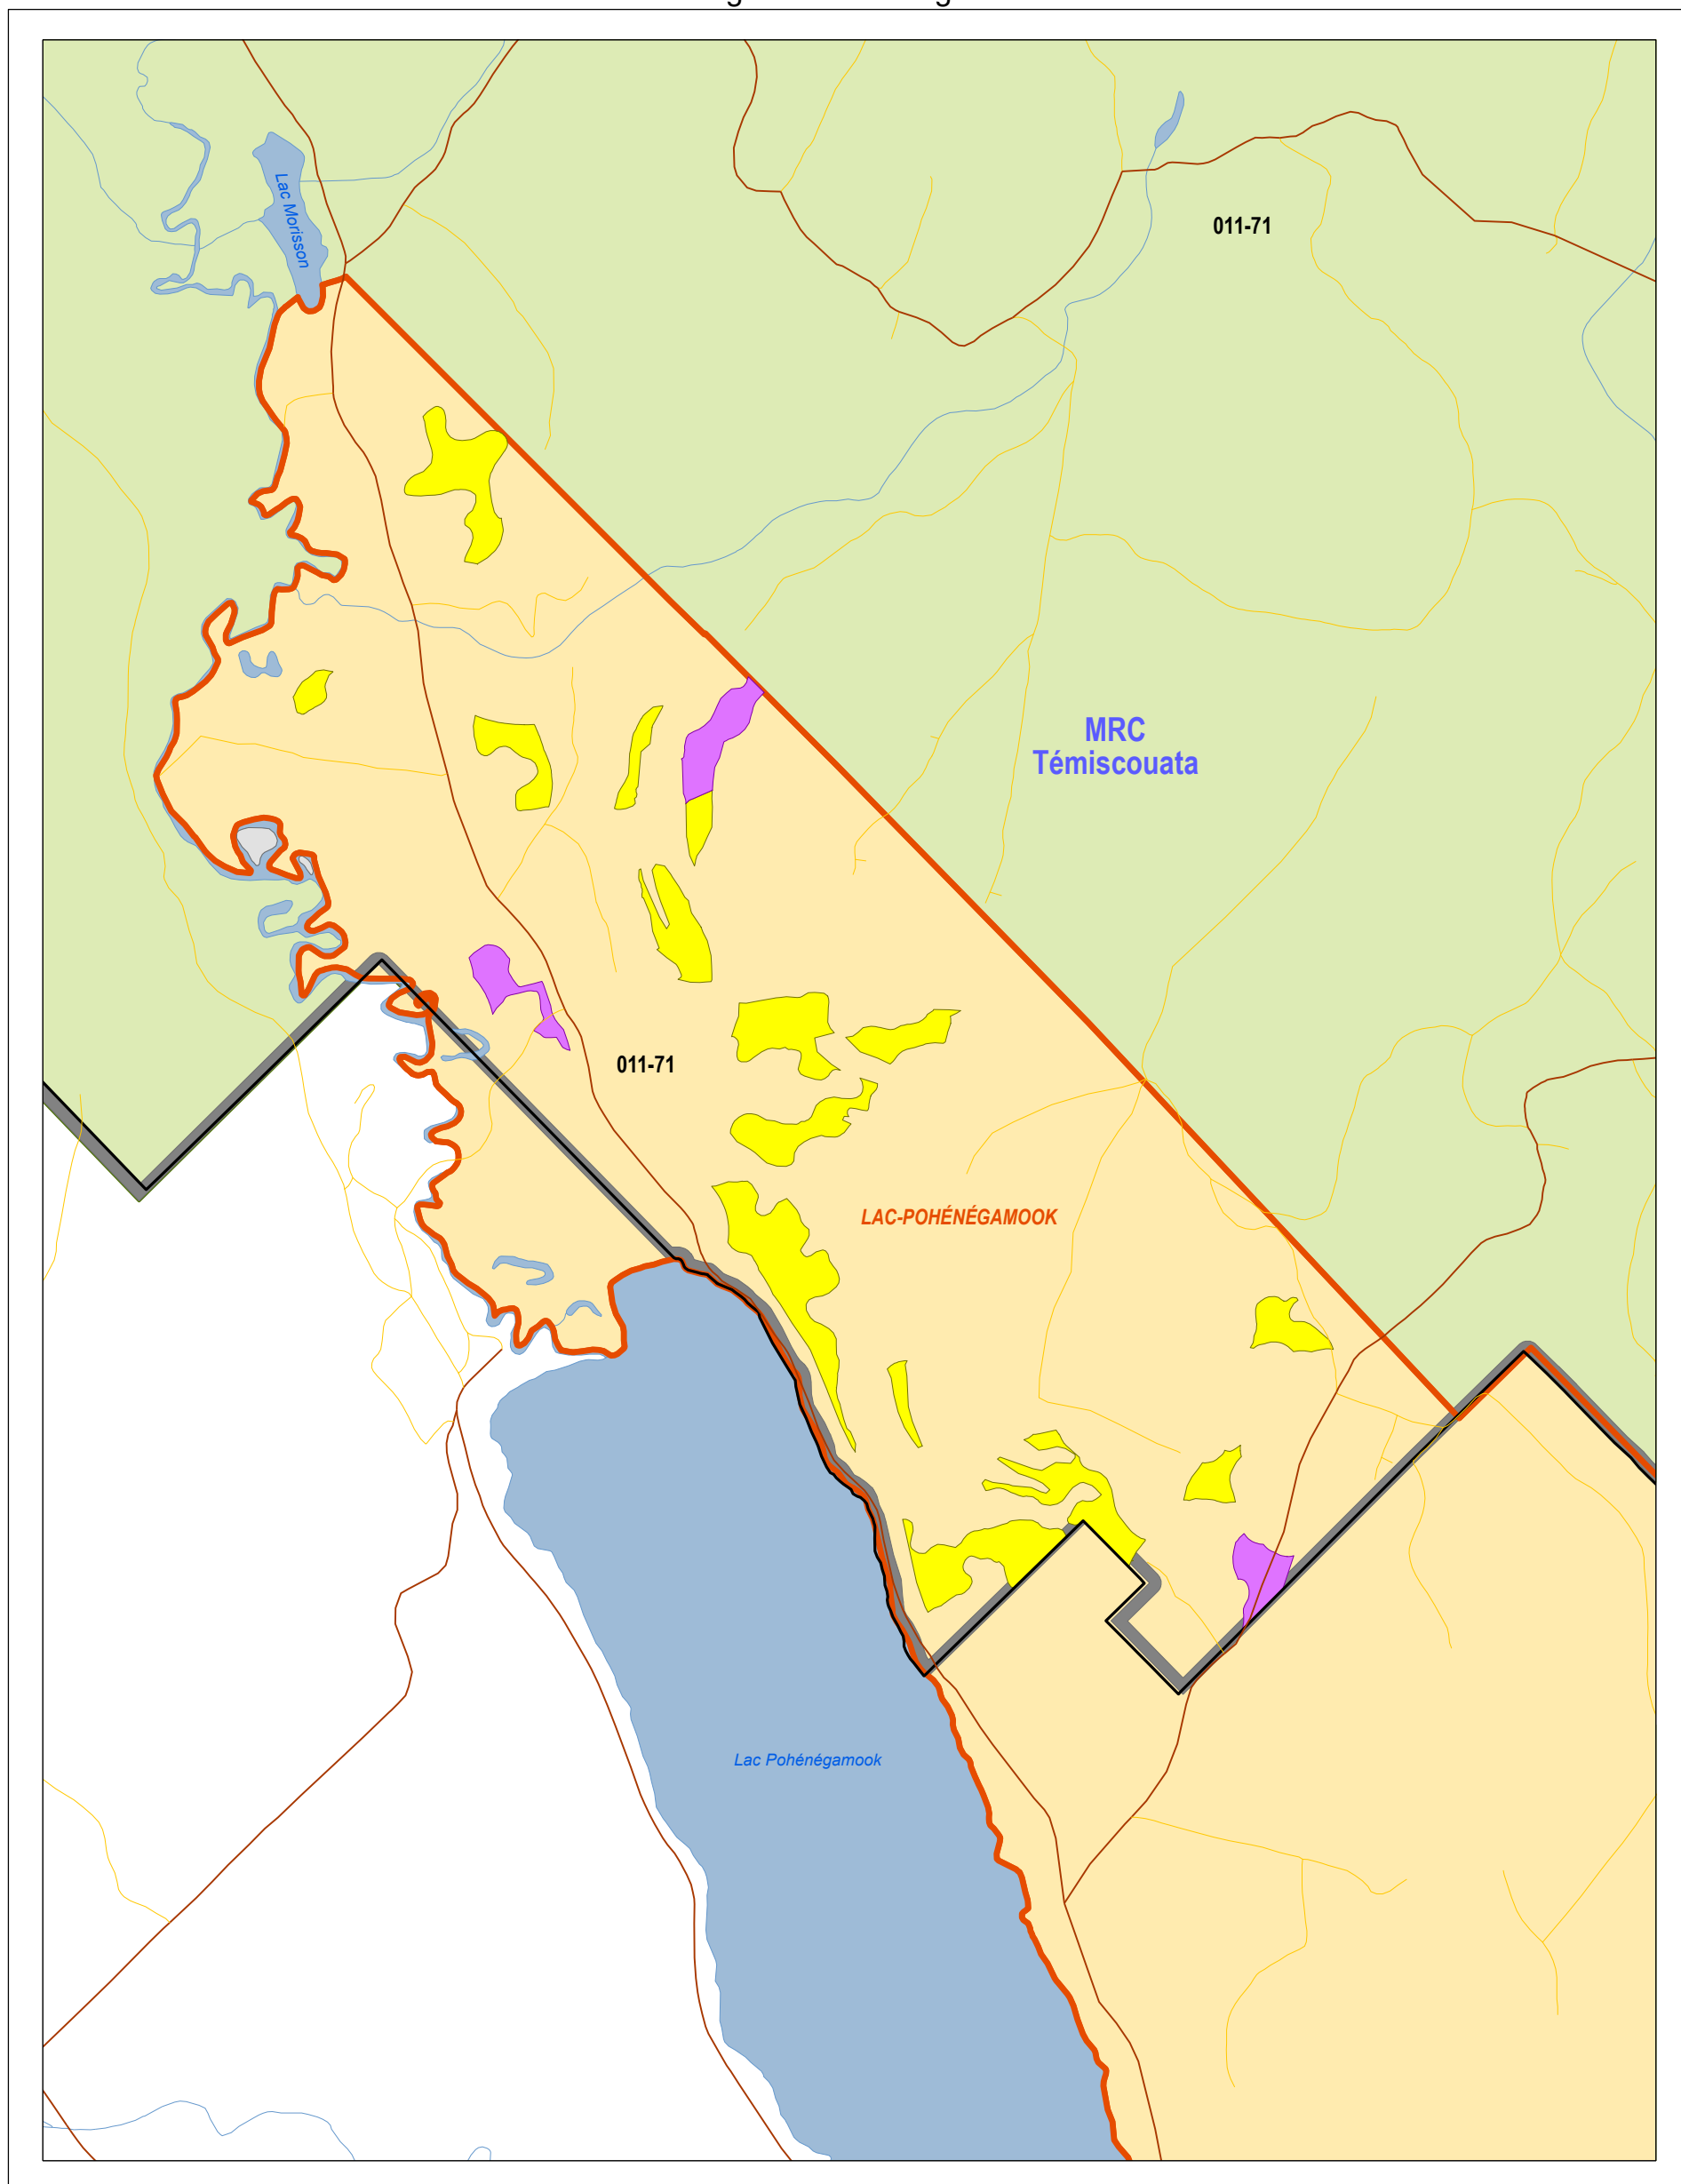 Lac Morisson
011-71
MRC
Témiscouata
011-71
LAC-POHÉNÉGAMOOK
Lac Pohénégamook